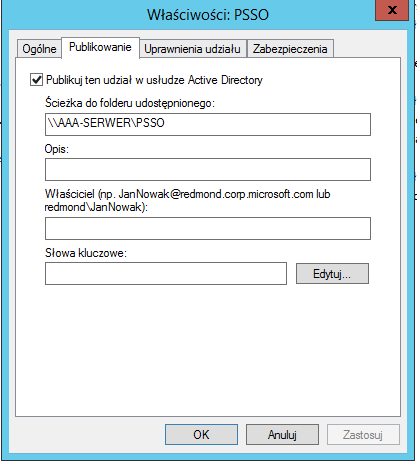 Właściwości: PSSO
x
Ogólne Publikowanie Uprawnienia udziału Zabezpieczenia
Publikuj ten udział w usłudze Active Directory
Ścieżka do folderu udostępnionego:
\\AAA-SERWER\PSSO
Opis:
Właściciel (np. JanNowak@redmond.corp.microsoft.com lub
redmond\JanNowak):
Słowa kluczowe:
Edytuj...
OK Anuluj Zastosuj